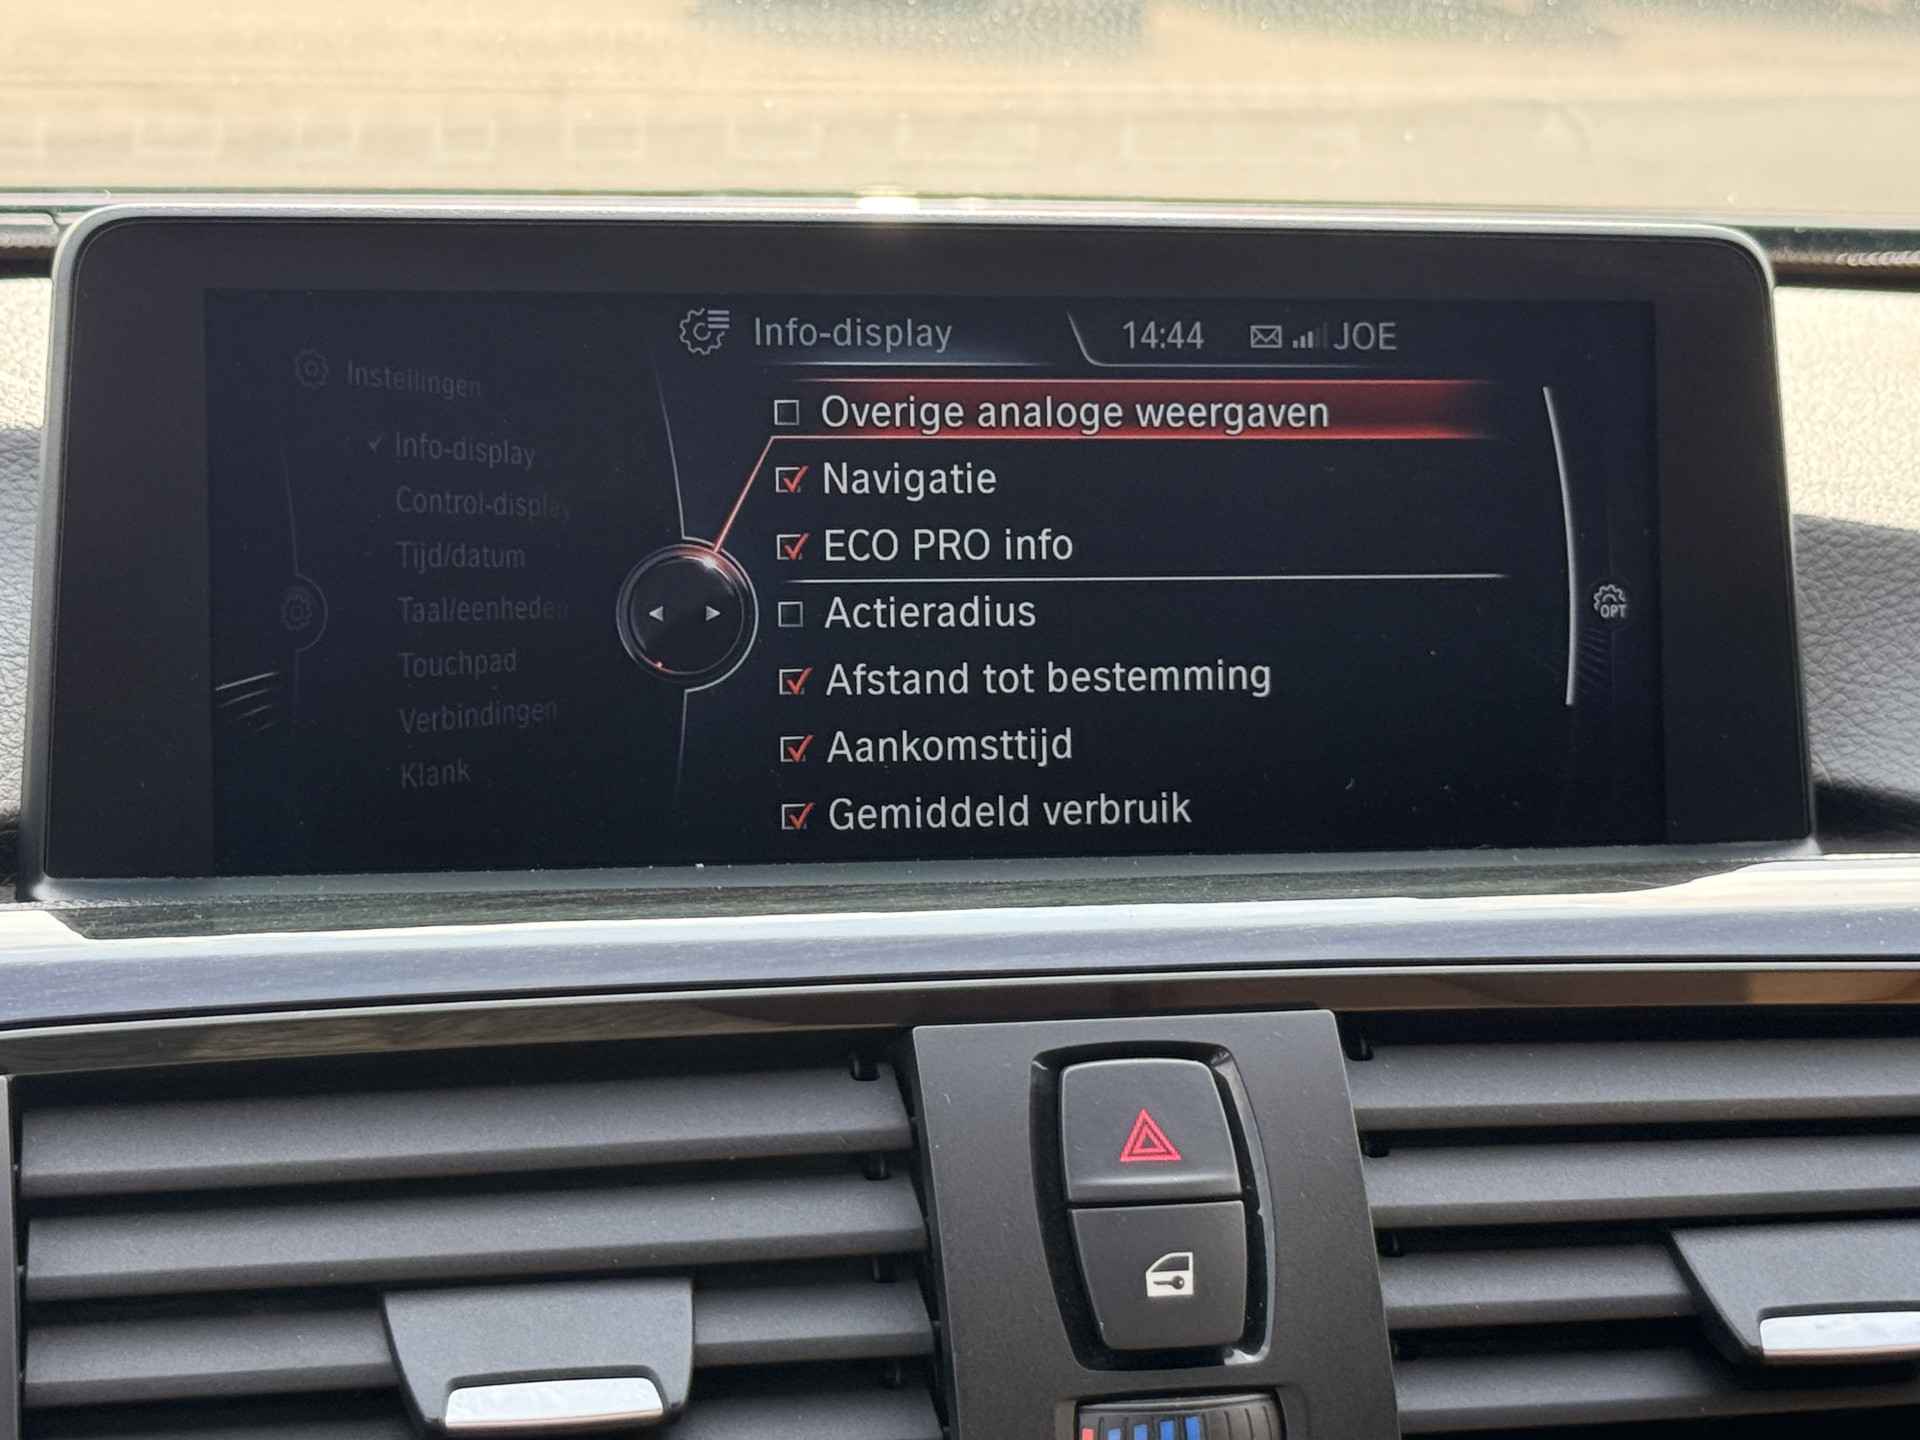 Info-display
14:44 JOE
Instellingen
Info-display
Control-display
Tijd/datum
Taal/eenheden
Touchpad
Verbindingen
Klank
Overige analoge weergaven
Navigatie
ECO PRO info
Actieradius
Afstand tot bestemming
Aankomsttijd
Gemiddeld verbruik
OPT